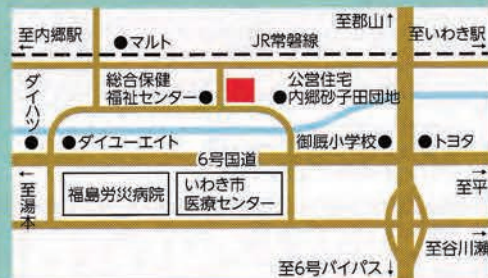 至内郷駅
←
●マルト
JR常磐線
至郡山↑
至いわき駅
→
ダイハツ
●
総合保健
福祉センター●
公営住宅
●内郷砂子田団地
●ダイユーエイト
御厩小学校●
●トヨタ
6号国道
←至湯本
福島労災病院
いわき市
医療センター
→
至平
→
至谷川瀬
至6号バイパス↓